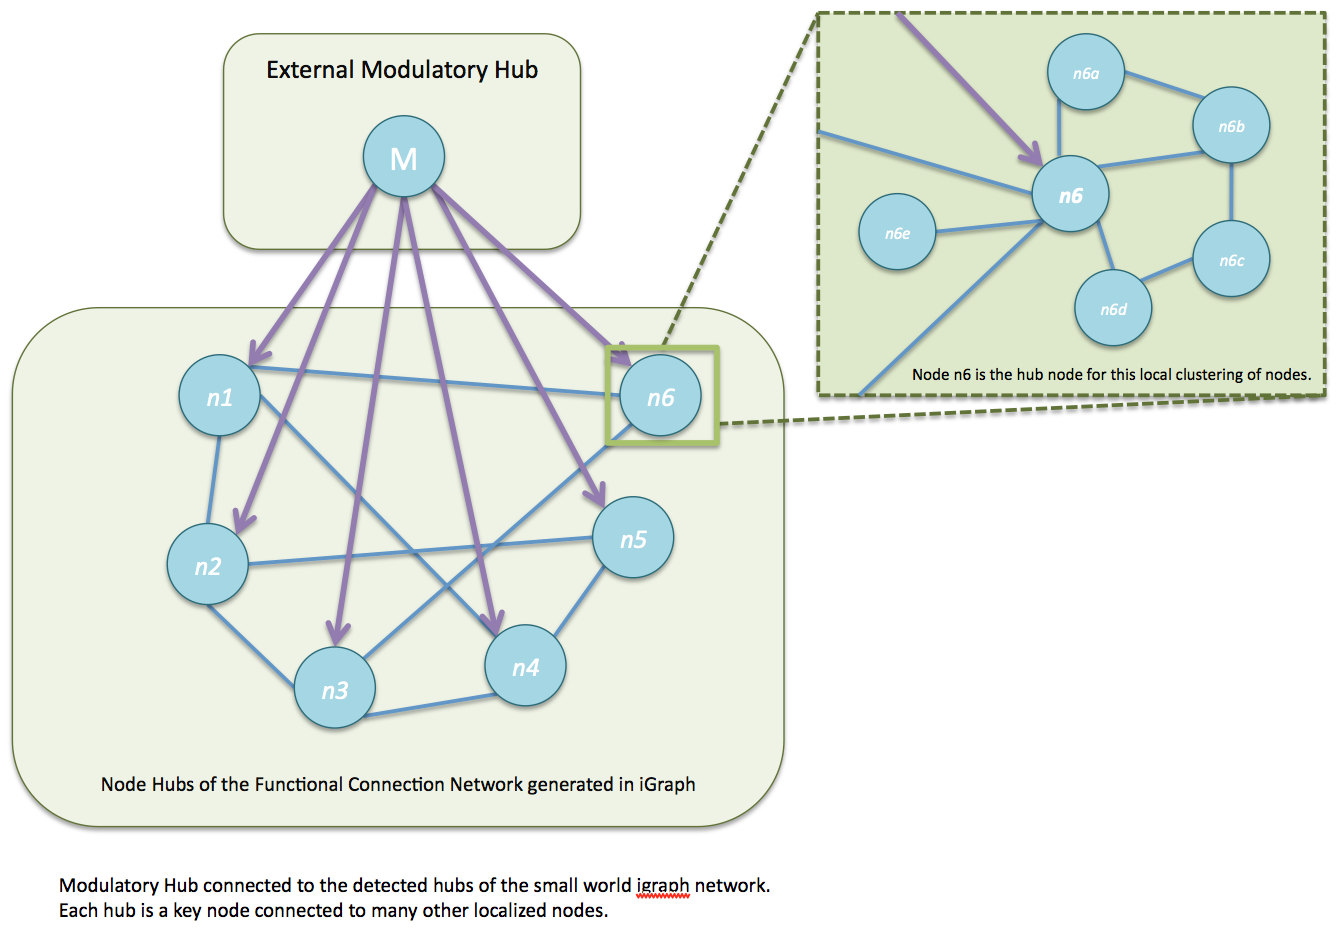 External Modulatory Hub
M
n1
n6
n2
n5
n3
n4
Node Hubs of the Functional Connection Network generated in iGraph
n6a
n6b
n6
n6e
n6c
n6d
Node n6 is the hub node for this local clustering of nodes.
Modulatory Hub connected to the detected hubs of the small world igraph network.
Each hub is a key node connected to many other localized nodes.